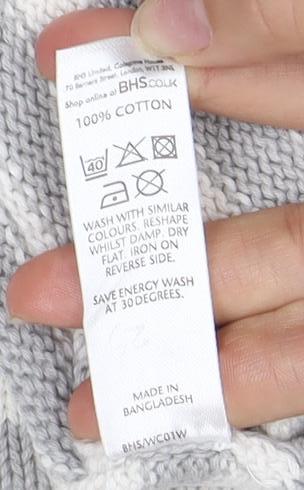 BHS Limited, Colegrave House,
70 Berners Street, London, W1T 3NL
Shop online at BHS.CO.UK
100% COTTON
40
WASH WITH SIMILAR
COLOURS. RESHAPE
WHILST DAMP. DRY
FLAT. IRON ON
REVERSE SIDE.
SAVE ENERGY WASH
AT 30 DEGREES.
MADE IN
BANGLADESH
BHS/WC01W